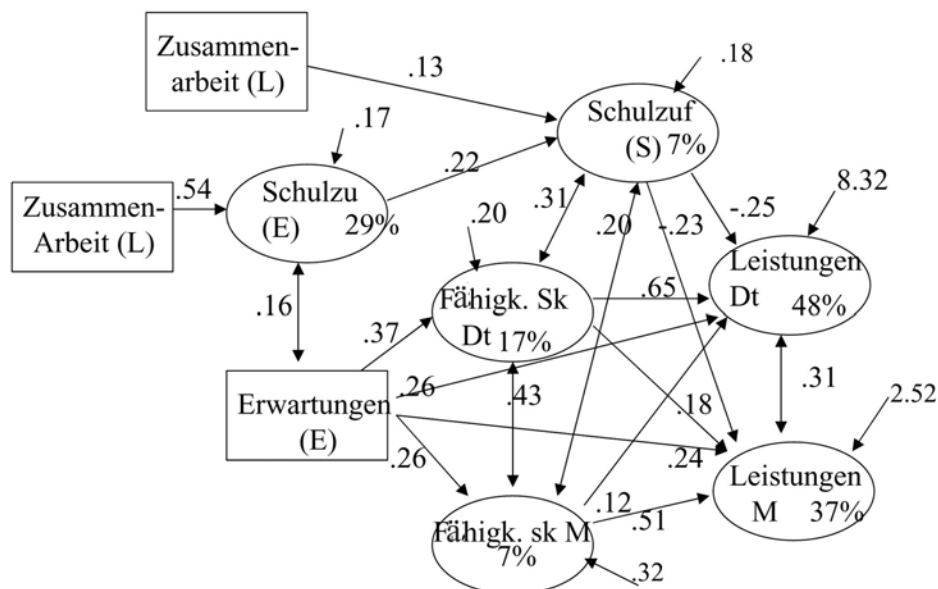 Zusammen-
arbeit (L)
.13
.18
Schulzuf
(S) 7%
.17
.22
.54
Zusammen-
Arbeit (L)
Schulzu
(E)
29%
.20
.31
.20
-.23
-.25
8.32
Leistungen
Dt
48%
.16
.37
Fähigk. Sk
Dt 17%
.65
.26
.43
.18
.31
2.52
Erwartungen
(E)
.26
.24
Leistungen
M 37%
.12
.51
Fähigk. sk M
7%
.32